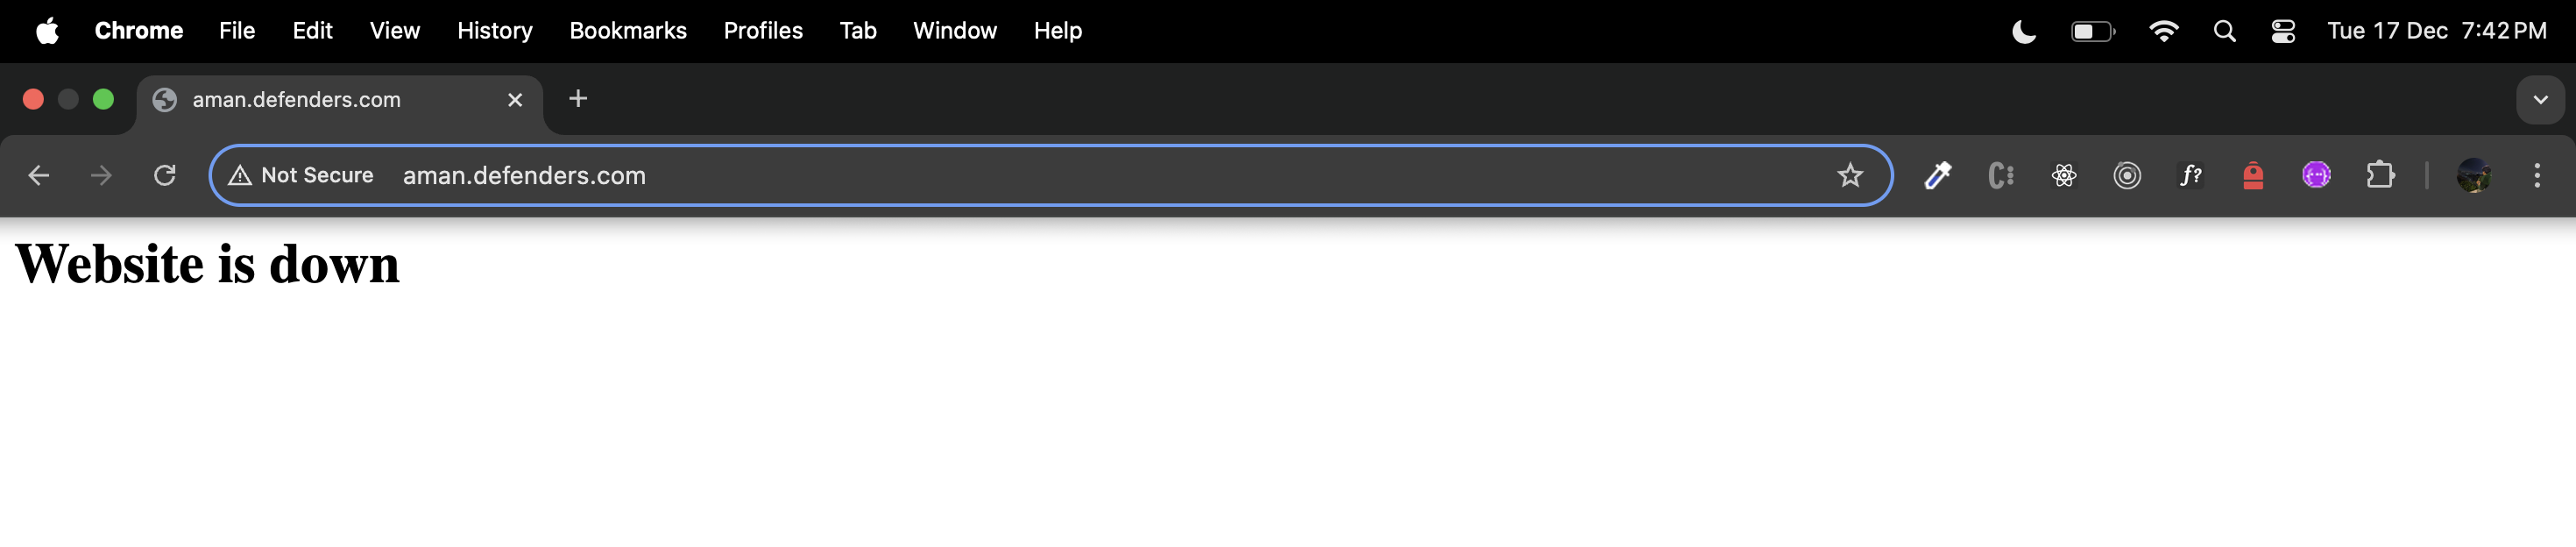 Chrome File Edit View History Bookmarks Profiles Tab Window Help Tue 17 Dec 7:42 PM
aman.defenders.com
Not Secure aman.defenders.com C: f?
Website is down